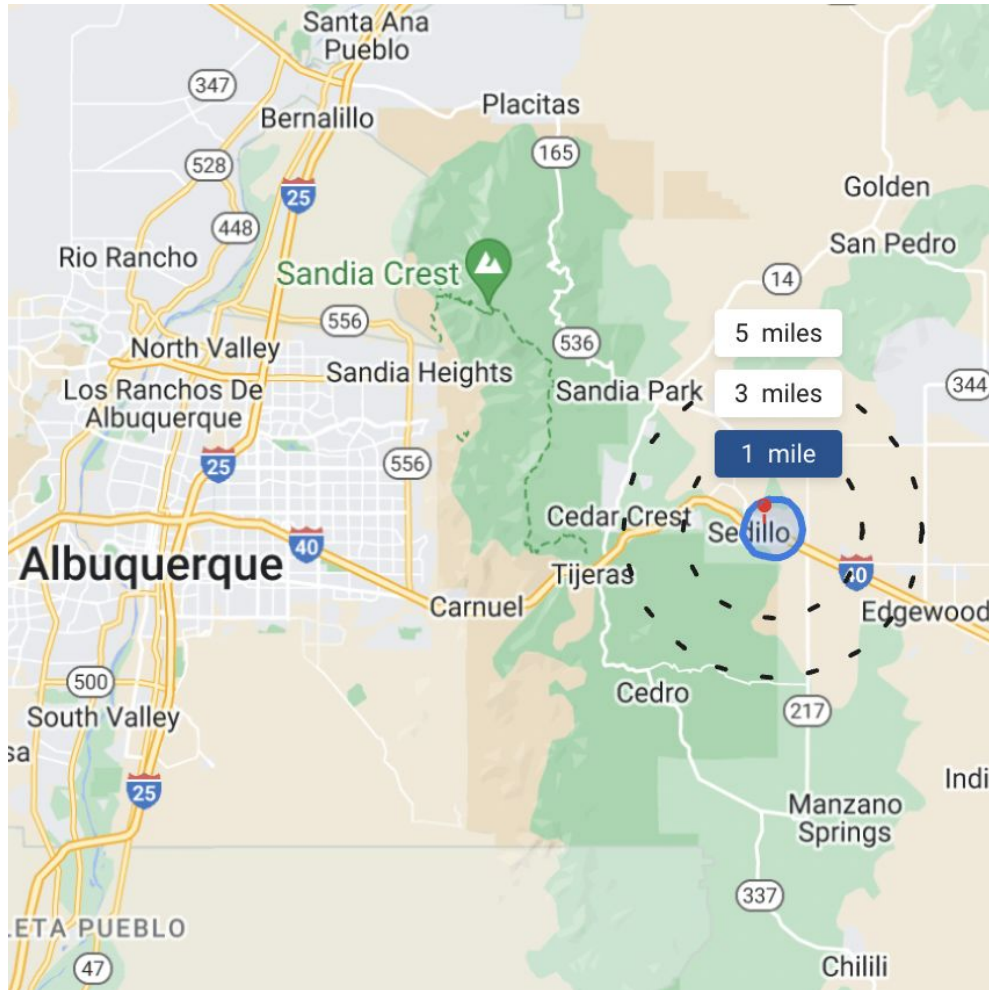 Santa Ana
Pueblo
347
Placitas
Bernalillo
165
528
25
Golden
448
San Pedro
Rio Rancho
Sandia Crest
14
556
5 miles
North Valley
536
Sandia Heights
344
Los Ranchos De
Albuquerque
Sandia Park
3 miles
25
556
1 mile
Cedar Crest
Sedillo
40
Albuquerque
Tijeras
40
Carnuel
Edgewood
500
Cedro
217
South Valley
sa
25
Indi
Manzano
Springs
337
LETA PUEBLO
47
Chilili